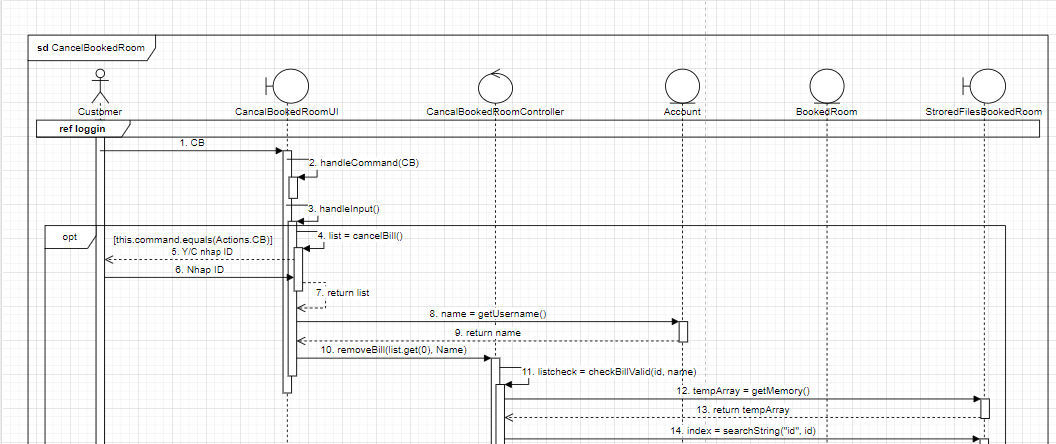 sd CancelBookedRoom
Customer
CancalBookedRoomUI
CancalBookedRoomController
Account
BookedRoom
StroredFilesBookedRoom
ref loggin
1. CB
2. handleCommand(CB)
3. handleInput()
opt
[this.command.equals(Actions.CB)]
4. list = cancelBill()
5. Y/C nhap ID
6. Nhap ID
7. return list
8. name = getUsername()
9. return name
10. removeBill(list.get(0), Name)
11. listcheck = checkBillValid(id, name)
12. tempArray = getMemory()
13. return tempArray
14. index = searchString("id", id)